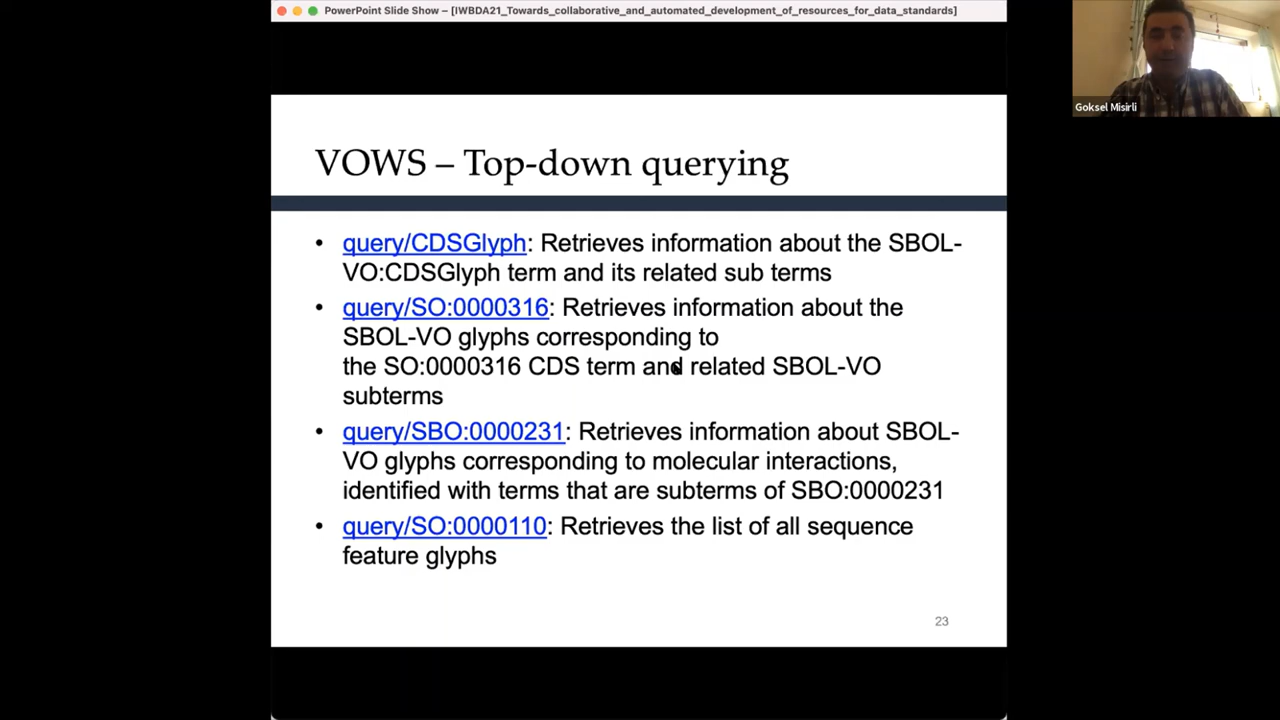 PowerPoint Slide Show – [IWBDA21_Towards_collaborative_and_automated_development_of_resources_for_data_standards]
Goksel Misirli
VOWS – Top-down querying
• query/CDSGlyph: Retrieves information about the SBOL-
VO:CDSGlyph term and its related sub terms
• query/SO:0000316: Retrieves information about the
SBOL-VO glyphs corresponding to
the SO:0000316 CDS term and related SBOL-VO
subterms
• query/SBO:0000231: Retrieves information about SBOL-
VO glyphs corresponding to molecular interactions,
identified with terms that are subterms of SBO:0000231
• query/SO:0000110: Retrieves the list of all sequence
feature glyphs
23